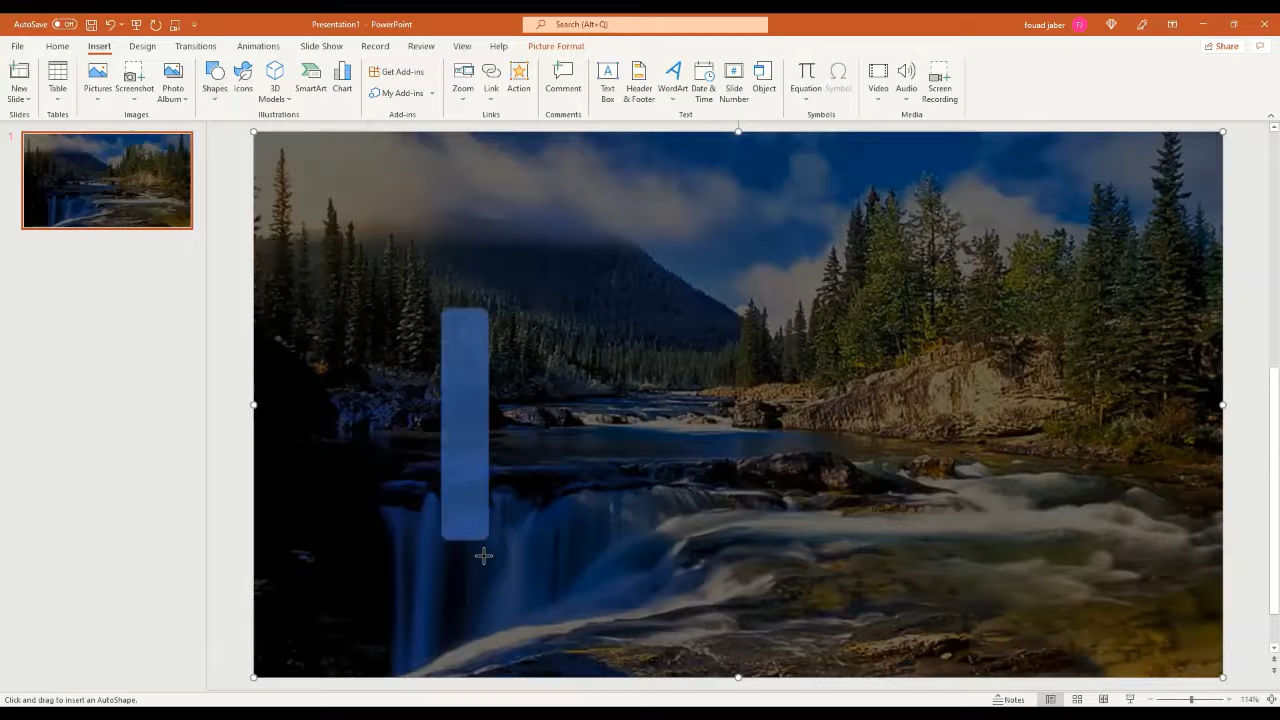 AutoSave Off
Presentation1 - PowerPoint
Search (Alt+Q)
fouad jaber FJ
File Home Insert Design Transitions Animations Slide Show Record Review View Help Picture Format
Share
New Slide
Table
Pictures
Screenshot
Photo Album
Shapes
Icons
3D Models
SmartArt
Chart
Get Add-ins
My Add-ins
Zoom
Link
Action
Comment
Text Box
Header & Footer
WordArt
Date & Time
Slide Number
Object
Equation
Symbol
Video
Audio
Screen Recording
Slides Tables Images Illustrations Add-ins Links Comments Text Symbols Media
1
Click and drag to insert an AutoShape.
Notes
114%